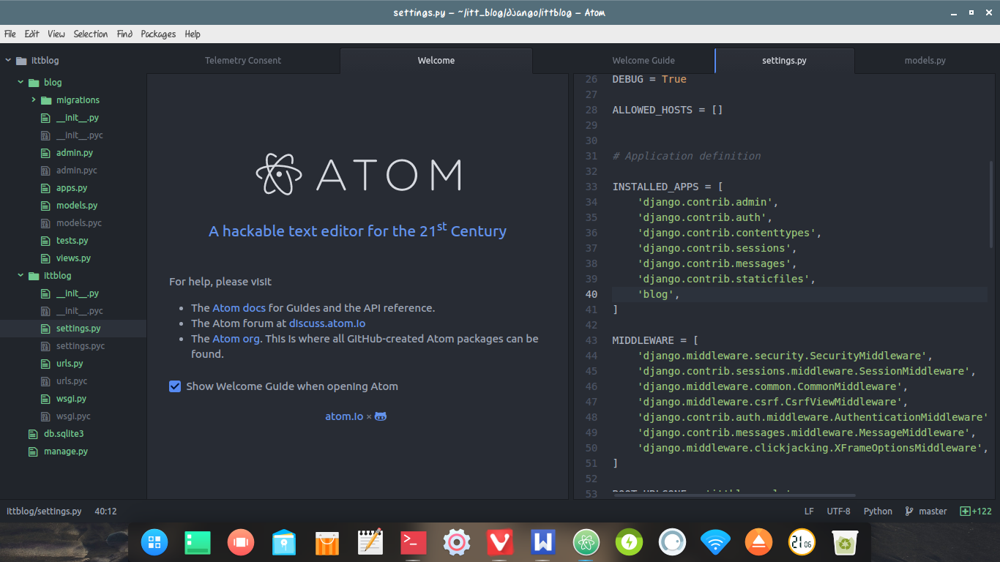 settings.py – ~/itt_blog/django/ittblog – Atom
File Edit View Selection Find Packages Help
ittblog
blog
migrations
__init__.py
__init__.pyc
admin.py
admin.pyc
apps.py
models.py
models.pyc
tests.py
views.py
ittblog
__init__.py
__init__.pyc
settings.py
settings.pyc
urls.py
urls.pyc
wsgi.py
wsgi.pyc
db.sqlite3
manage.py
Telemetry Consent
Welcome
ATOM
A hackable text editor for the 21st Century
For help, please visit
• The Atom docs for Guides and the API reference.
• The Atom forum at discuss.atom.io
• The Atom org. This is where all GitHub-created Atom packages can be
found.
Show Welcome Guide when opening Atom
atom.io ×
Welcome Guide
settings.py
models.py
26 DEBUG = True
27
28 ALLOWED_HOSTS = []
29
30
31 # Application definition
32
33 INSTALLED_APPS = [
34     'django.contrib.admin',
35     'django.contrib.auth',
36     'django.contrib.contenttypes',
37     'django.contrib.sessions',
38     'django.contrib.messages',
39     'django.contrib.staticfiles',
40     'blog',
41 ]
42
43 MIDDLEWARE = [
44     'django.middleware.security.SecurityMiddleware',
45     'django.contrib.sessions.middleware.SessionMiddleware',
46     'django.middleware.common.CommonMiddleware',
47     'django.middleware.csrf.CsrfViewMiddleware',
48     'django.contrib.auth.middleware.AuthenticationMiddleware'
49     'django.contrib.messages.middleware.MessageMiddleware',
50     'django.middleware.clickjacking.XFrameOptionsMiddleware',
51 ]
52
53
ittblog/settings.py 40:12
LF UTF-8 Python master +122
W
21 06